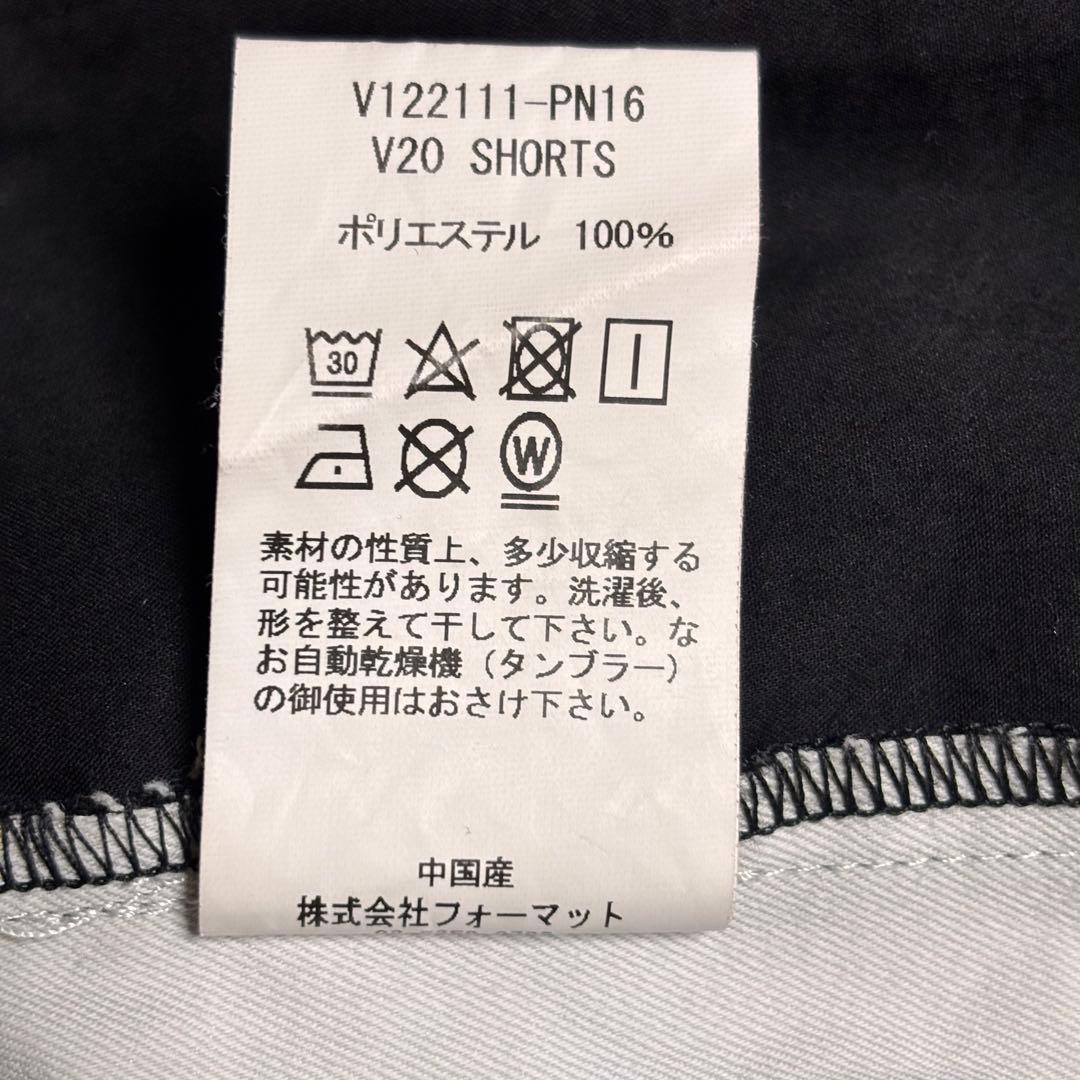 V122111-PN16
V20 SHORTS
ポリエステル 100%
30
W
素材の性質上、多少収縮する
可能性があります。洗濯後、
形を整えて干して下さい。な
お自動乾燥機（タンブラー）
の御使用はおさけ下さい。
中国産
株式会社フォーマット